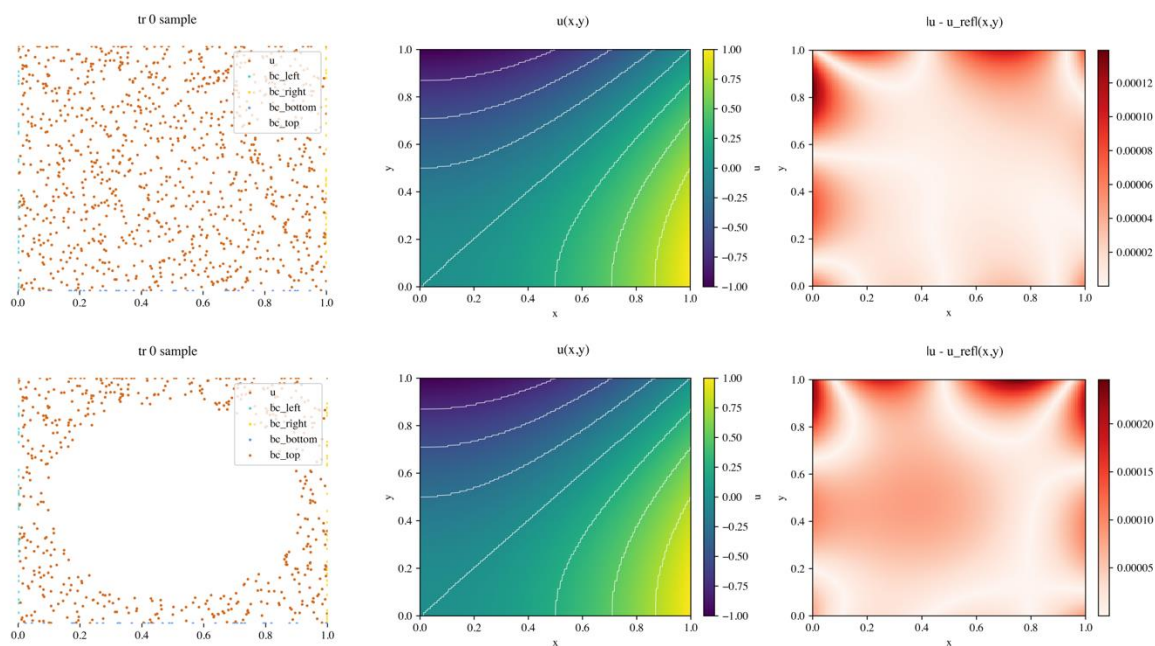 tr 0 sample
u
bc_left
bc_right
bc_bottom
bc_top
0.0 0.2 0.4 0.6 0.8 1.0
u(x,y)
1.0
0.8
0.6
0.4
0.2
0.0
y
0.0 0.2 0.4 0.6 0.8 1.0
x
1.00
0.75
0.50
0.25
0.00
−0.25
−0.50
−0.75
−1.00
u
|u - u_ref|(x,y)
1.0
0.8
0.6
0.4
0.2
0.0
y
0.0 0.2 0.4 0.6 0.8 1.0
x
0.00012
0.00010
0.00008
0.00006
0.00004
0.00002
tr 0 sample
u
bc_left
bc_right
bc_bottom
bc_top
0.0 0.2 0.4 0.6 0.8 1.0
u(x,y)
1.0
0.8
0.6
0.4
0.2
0.0
y
0.0 0.2 0.4 0.6 0.8 1.0
x
1.00
0.75
0.50
0.25
0.00
−0.25
−0.50
−0.75
−1.00
u
|u - u_ref|(x,y)
1.0
0.8
0.6
0.4
0.2
0.0
y
0.0 0.2 0.4 0.6 0.8 1.0
x
0.00020
0.00015
0.00010
0.00005